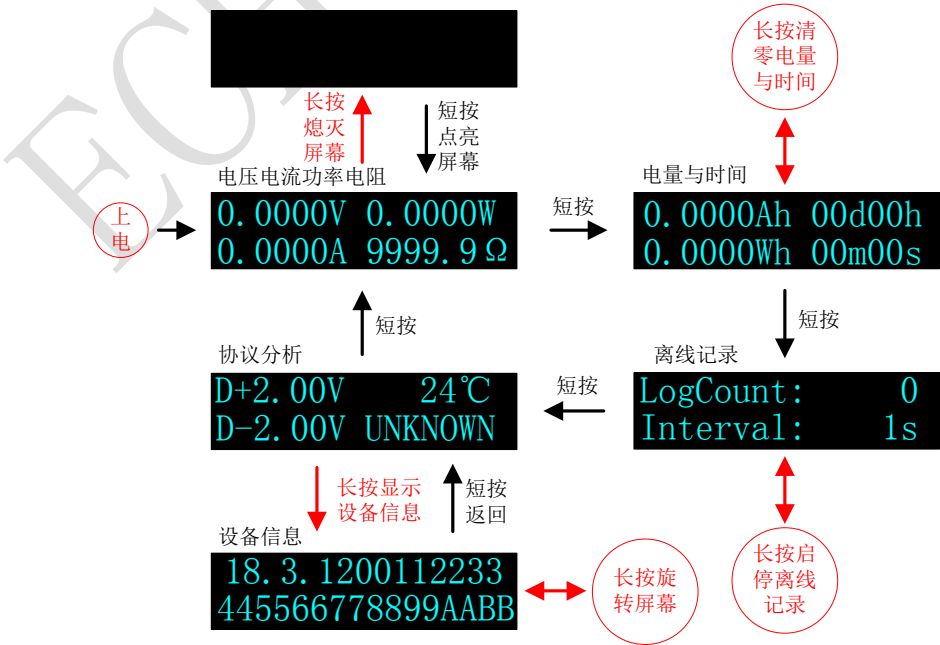 ECH
长按清
零电量
与时间
长按
熄灭
屏幕
短按
点亮
屏幕
电压电流功率电阻
电量与时间
上
电
0.0000V 0.0000W
0.0000A 9999.9Ω
短按
0.0000Ah 00d00h
0.0000Wh 00m00s
短按
短按
协议分析
离线记录
D+2.00V 24℃
D-2.00V UNKNOWN
短按
LogCount: 0
Interval: 1s
长按显示
设备信息
短按
返回
设备信息
18.3.1200112233
445566778899AABB
长按旋
转屏幕
长按启
停离线
记录